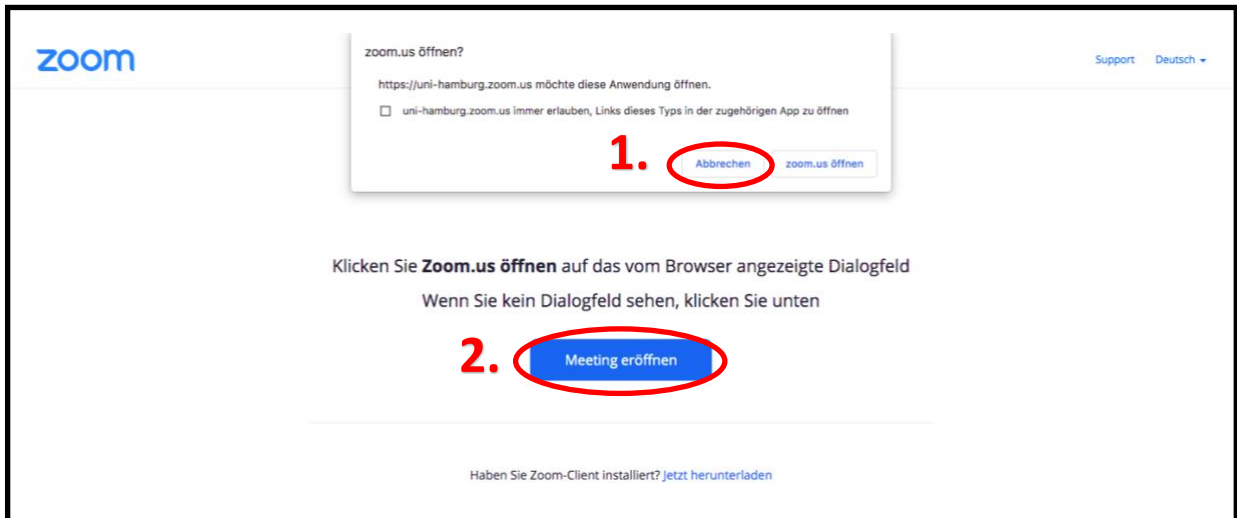 zoom
Support Deutsch
zoom.us öffnen?
https://uni-hamburg.zoom.us möchte diese Anwendung öffnen.
uni-hamburg.zoom.us immer erlauben, Links dieses Typs in der zugehörigen App zu öffnen
1. Abbrechen zoom.us öffnen
Klicken Sie Zoom.us öffnen auf das vom Browser angezeigte Dialogfeld
Wenn Sie kein Dialogfeld sehen, klicken Sie unten
2. Meeting eröffnen
Haben Sie Zoom-Client installiert? Jetzt herunterladen